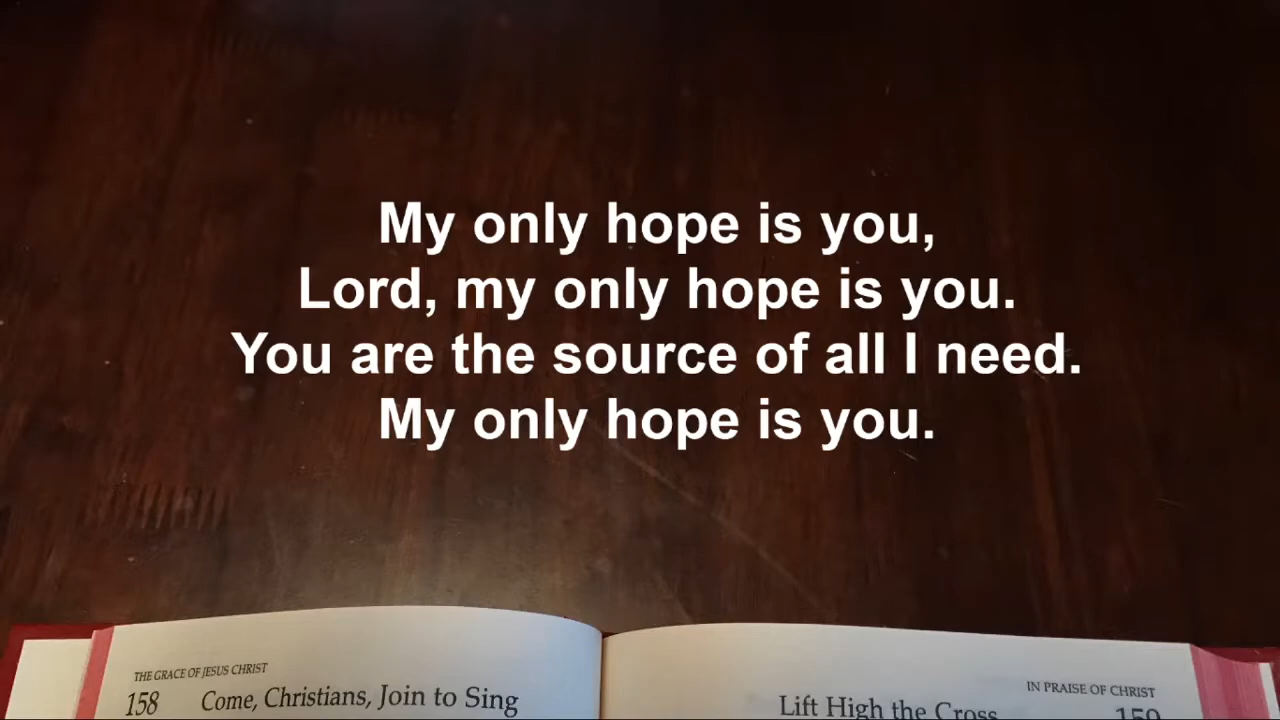 My only hope is you,
Lord, my only hope is you.
You are the source of all I need.
My only hope is you.
THE GRACE OF JESUS CHRIST
158 Come, Christians, Join to Sing
IN PRAISE OF CHRIST
Lift High the Cross 159